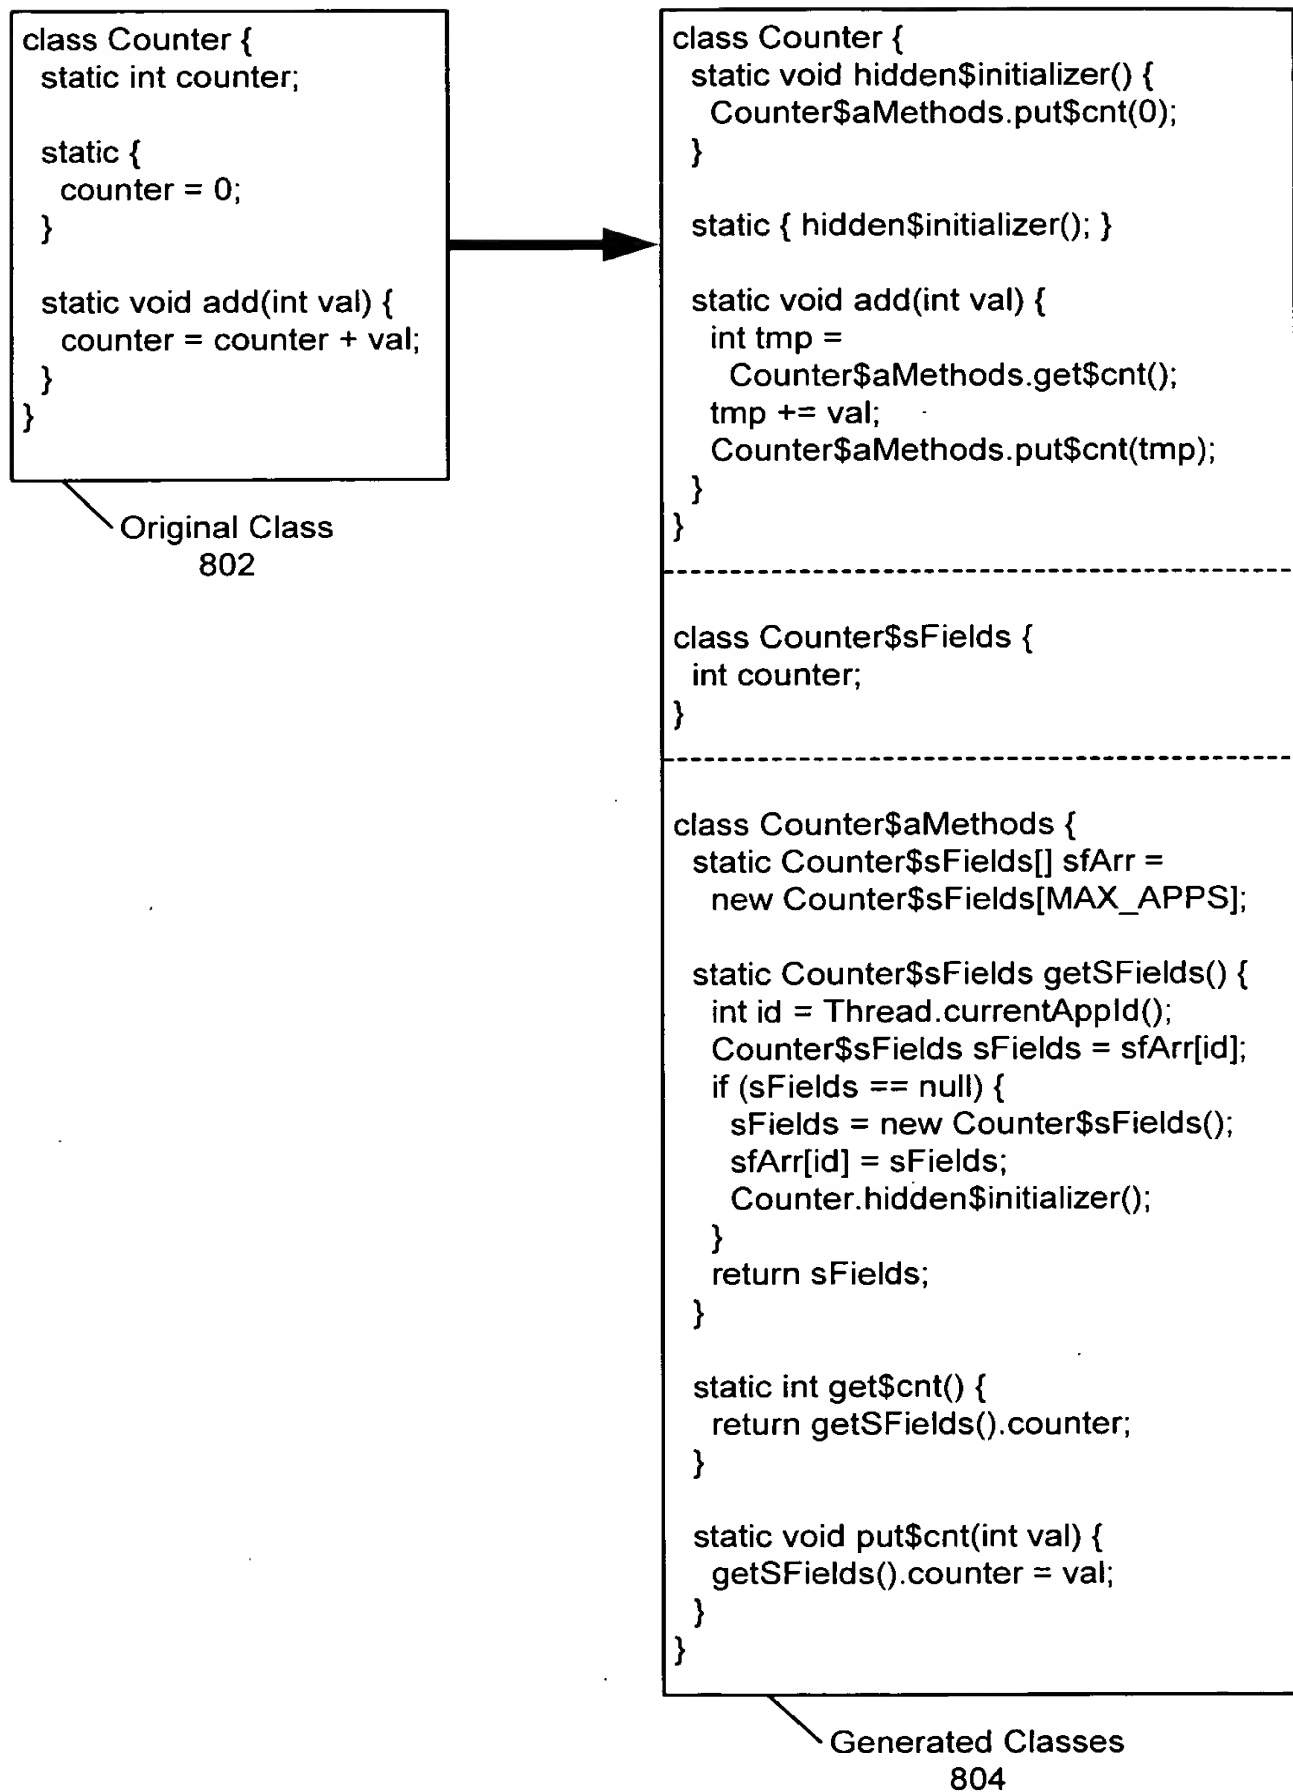 class Counter {
static int counter;
static {
counter = 0;
}
static void add(int val) {
counter = counter + val;
}
}
Original Class
802
class Counter {
static void hidden$initializer() {
Counter$aMethods.put$cnt(0);
}
static { hidden$initializer(); }
static void add(int val) {
int tmp =
Counter$aMethods.get$cnt();
tmp += val;
Counter$aMethods.put$cnt(tmp);
}
}
class Counter$sFields {
int counter;
}
class Counter$aMethods {
static Counter$sFields[] sfArr =
new Counter$sFields[MAX_APPS];
static Counter$sFields getSFields() {
int id = Thread.currentAppId();
Counter$sFields sFields = sfArr[id];
if (sFields == null) {
sFields = new Counter$sFields();
sfArr[id] = sFields;
Counter.hidden$initializer();
}
return sFields;
}
static int get$cnt() {
return getSFields().counter;
}
static void put$cnt(int val) {
getSFields().counter = val;
}
}
Generated Classes
804